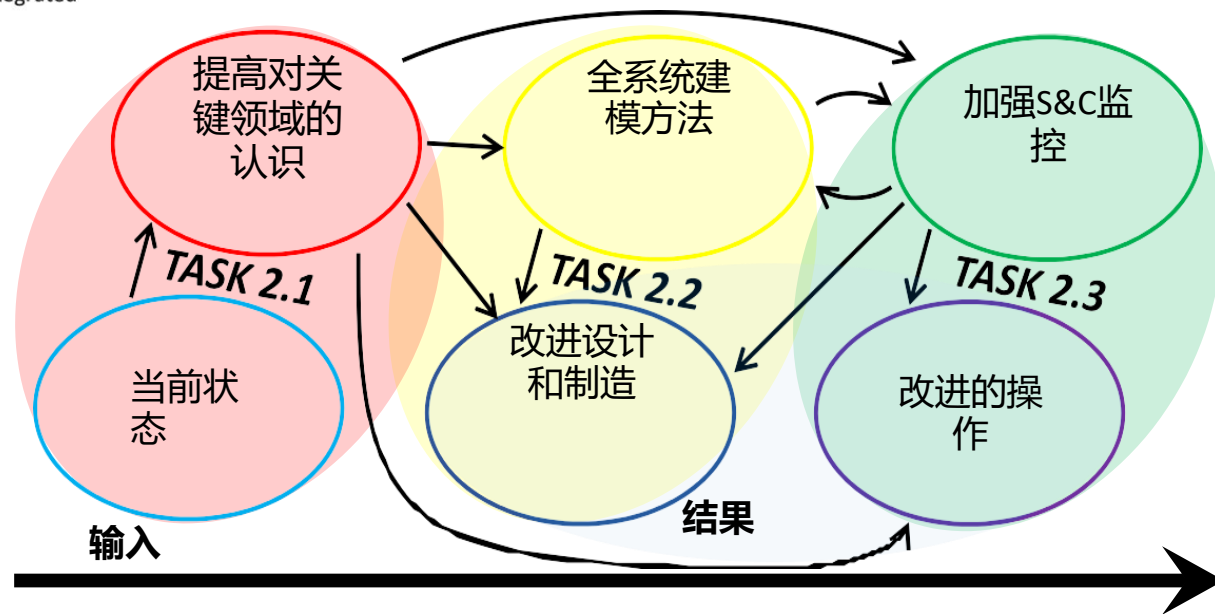 提高对关
键领域的
认识
全系统建
模方法
加强S&C监
控
TASK 2.1
TASK 2.2
TASK 2.3
当前状
态
改进设计
和制造
改进的操
作
输入
结果